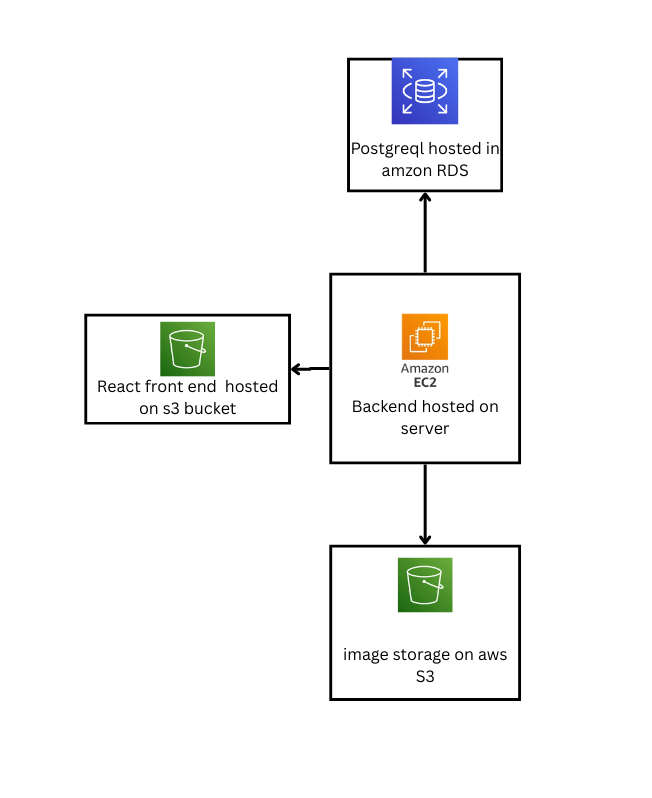 Postgreql hosted in
amzon RDS
Amazon
EC2
Backend hosted on
server
React front end hosted
on s3 bucket
image storage on aws
S3